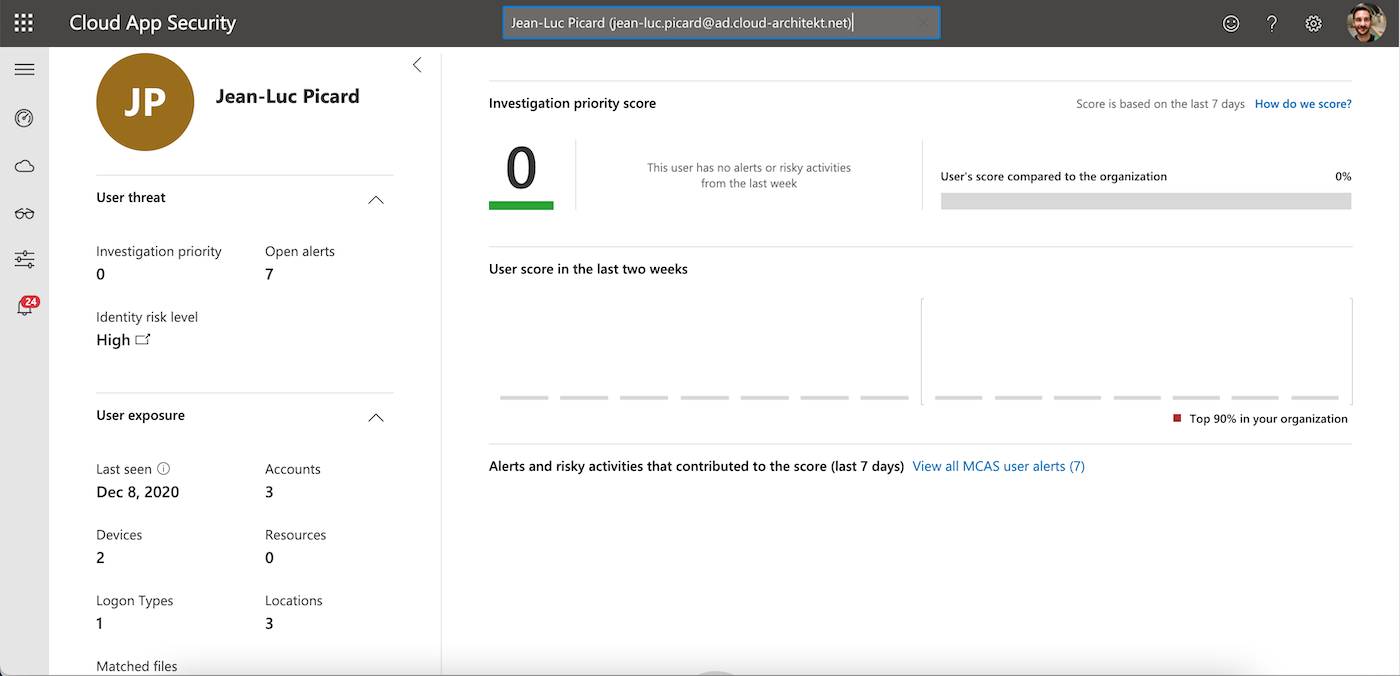 Cloud App Security
Jean-Luc Picard (jean-luc.picard@ad.cloud-architekt.net)
24
JP
Jean-Luc Picard
User threat
Investigation priority
0
Open alerts
7
Identity risk level
High
User exposure
Last seen
Dec 8, 2020
Accounts
3
Devices
2
Resources
0
Logon Types
1
Locations
3
Matched files
Investigation priority score
Score is based on the last 7 days How do we score?
0
This user has no alerts or risky activities
from the last week
User's score compared to the organization 0%
User score in the last two weeks
Top 90% in your organization
Alerts and risky activities that contributed to the score (last 7 days) View all MCAS user alerts (7)